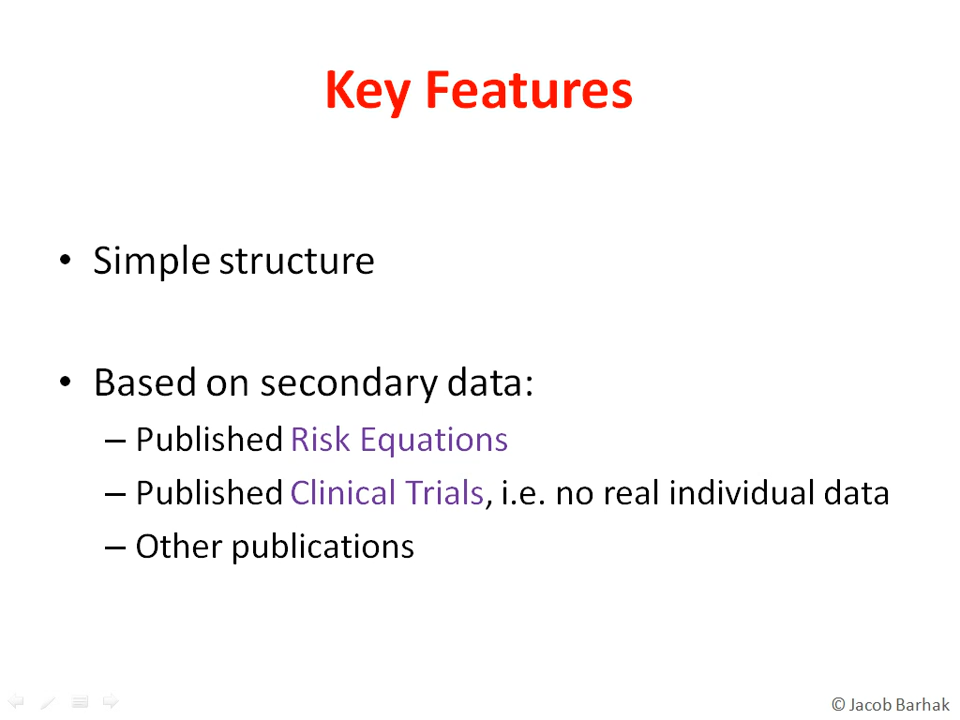 Key Features
• Simple structure
• Based on secondary data:
– Published Risk Equations
– Published Clinical Trials, i.e. no real individual data
– Other publications
© Jacob Barhak